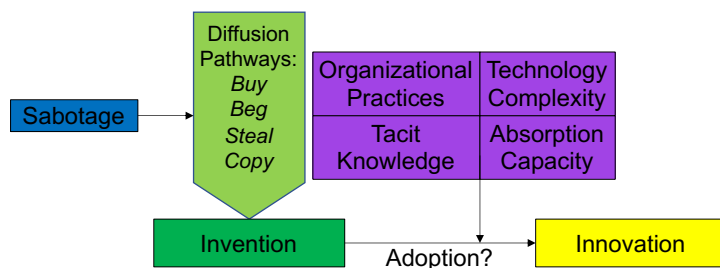 Diffusion
Pathways:
Buy
Beg
Steal
Copy
Sabotage
Organizational
Practices
Technology
Complexity
Tacit
Knowledge
Absorption
Capacity
Invention
Adoption?
Innovation